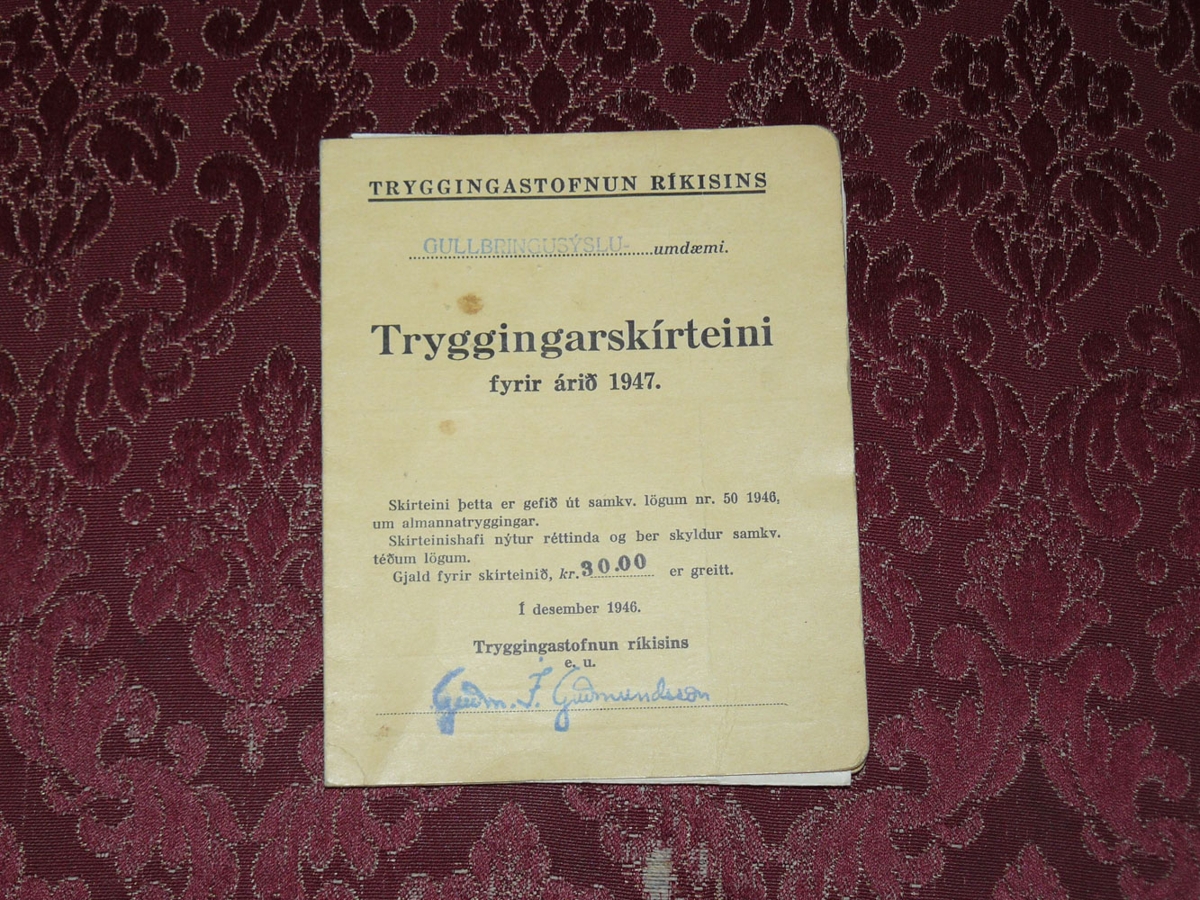 TRYGGINGASTOFNUN RÍKISINS
GULLBRINGUSÝSLU-......umdæmi.
Tryggingarskírteini
fyrir árið 1947.
Skírteini þetta er gefið út samkv. lögum nr. 50 1946,
um almannatryggingar.
Skírteinishafi nýtur réttinda og ber skyldur samkv.
téðum lögum.
Gjald fyrir skírteinið, kr. 30.00 er greitt.
Í desember 1946.
Tryggingastofnun ríkisins
e. u.
Guðm. Í. Guðmundsson